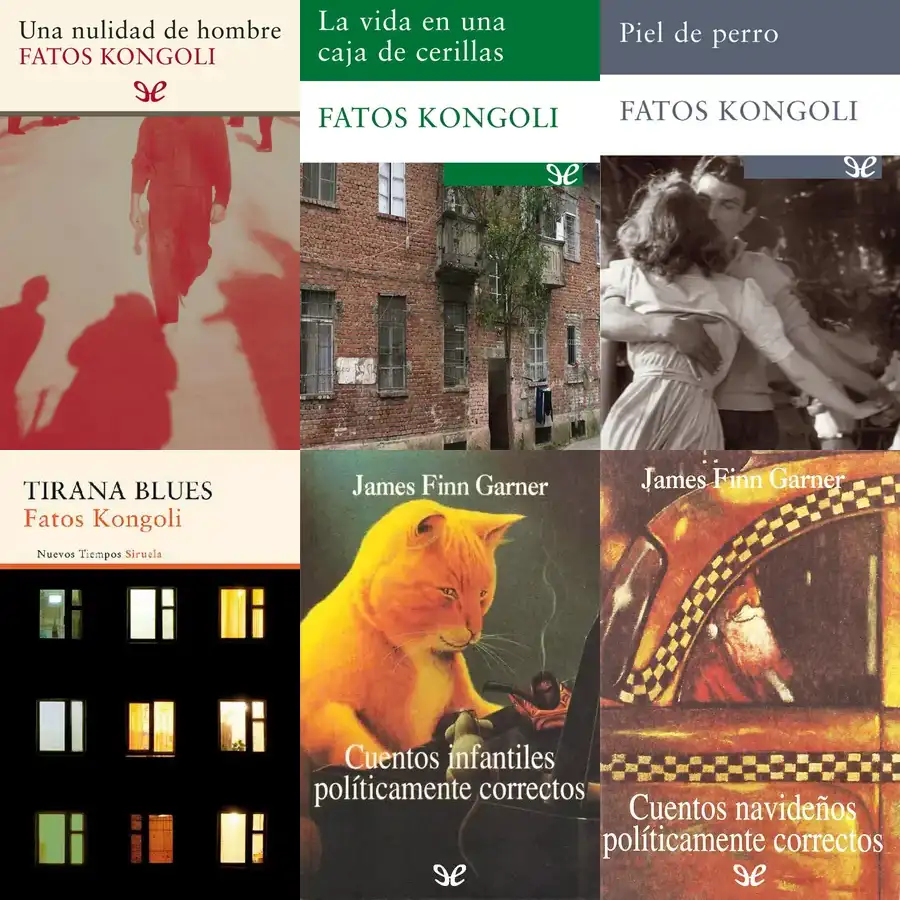 Una nulidad de hombre
FATOS KONGOLI
La vida en una
caja de cerillas
FATOS KONGOLI
Piel de perro
FATOS KONGOLI
TIRANA BLUES
Fatos Kongoli
Nuevos Tiempos Siruela
James Finn Garner
Cuentos infantiles
políticamente correctos
James Finn Garner
Cuentos navideños
políticamente correctos